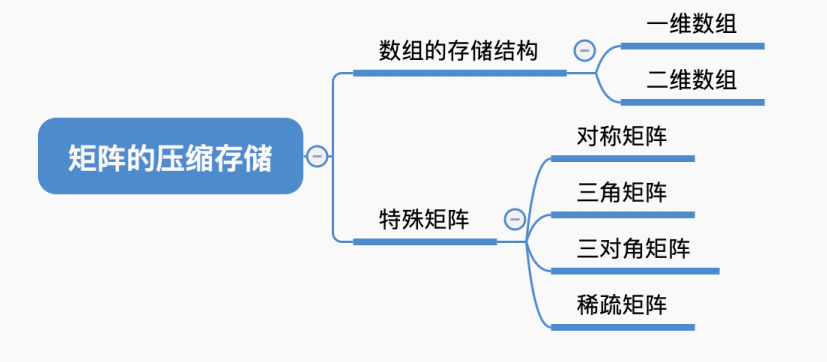 矩阵的压缩存储
数组的存储结构
一维数组
二维数组
特殊矩阵
对称矩阵
三角矩阵
三对角矩阵
稀疏矩阵